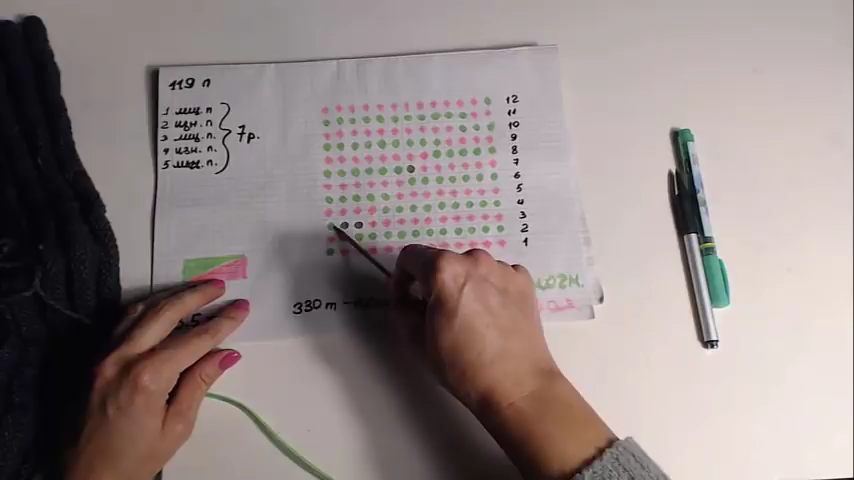 119 п
1 лиц.п
2 изн.п
3 лиц.п
4 изн.п
5 лиц.п.
7р.
12
11
10
9
8
7
6
5
4
3
2
1
330 m -